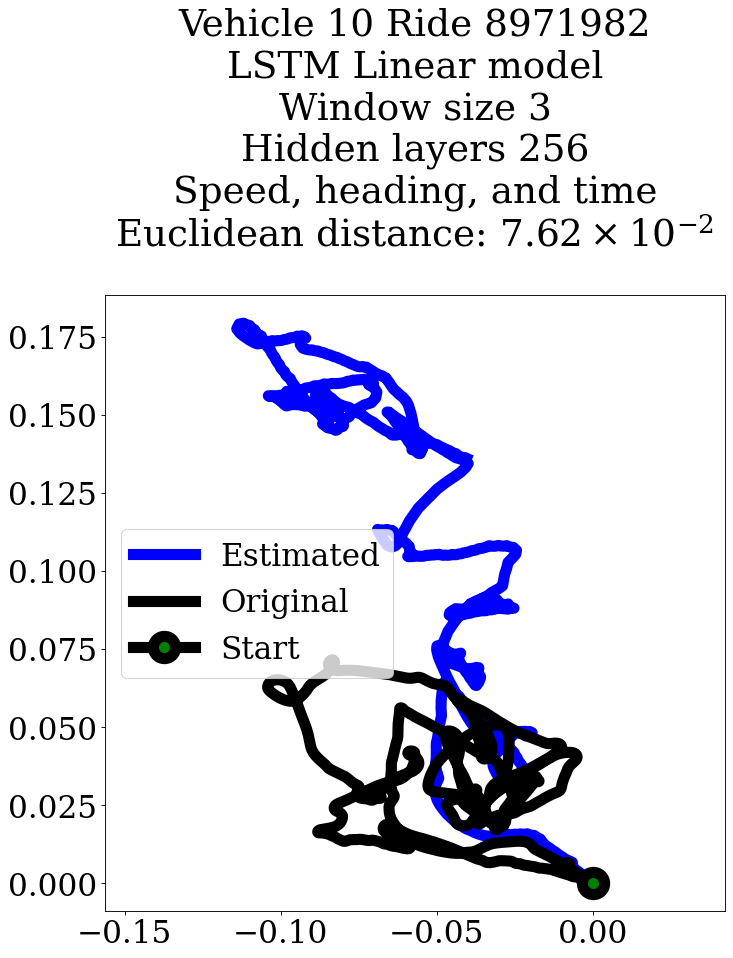 Vehicle 10 Ride 8971982
LSTM Linear model
Window size 3
Hidden layers 256
Speed, heading, and time
Euclidean distance: 7.62 × 10⁻²
0.175
0.150
0.125
0.100
0.075
0.050
0.025
0.000
Estimated
Original
Start
−0.15 −0.10 −0.05 0.00